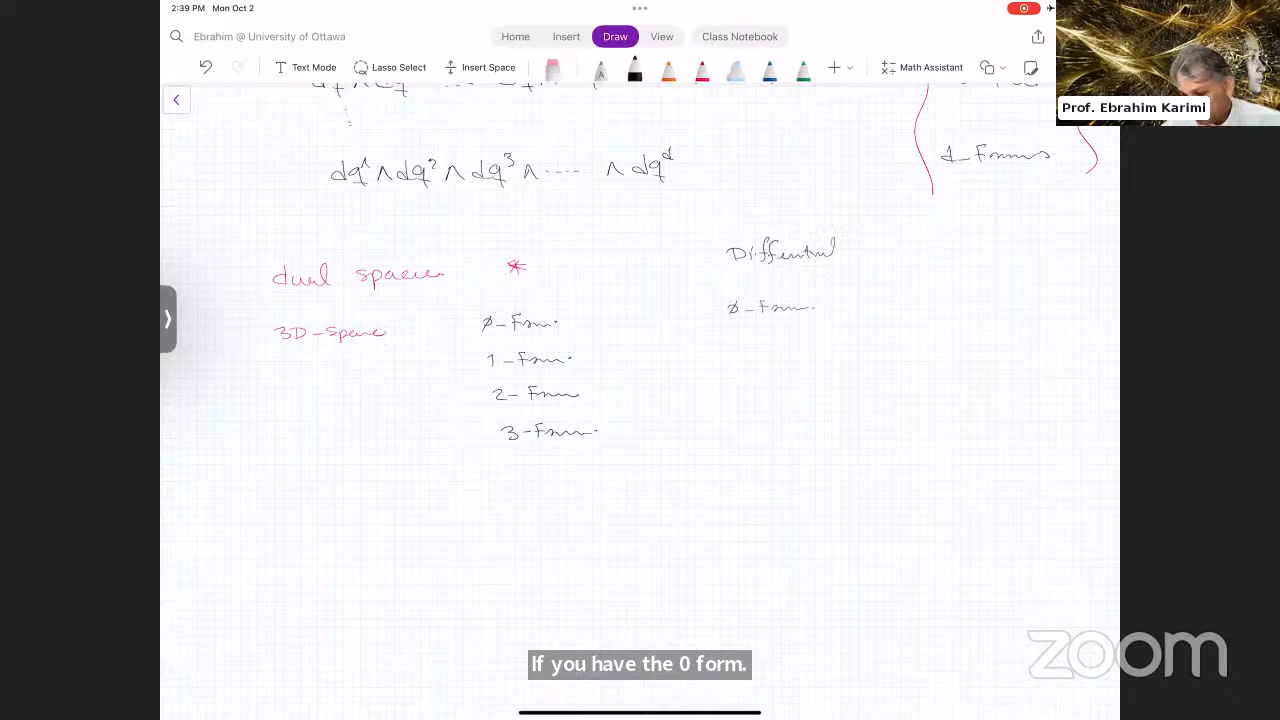 2:39 PM Mon Oct 2
Ebrahim @ University of Ottawa
Home Insert Draw View Class Notebook
Text Mode Lasso Select Insert Space Math Assistant
Prof. Ebrahim Karimi
dq¹ ∧ dq² ∧ dq³ ∧ ..... ∧ dq^d
d-Forms
Differential
dual space *
0-Form.
3D-Space 0-Form.
1-Form.
2-Form
3-Form.
If you have the 0 form.
zoom